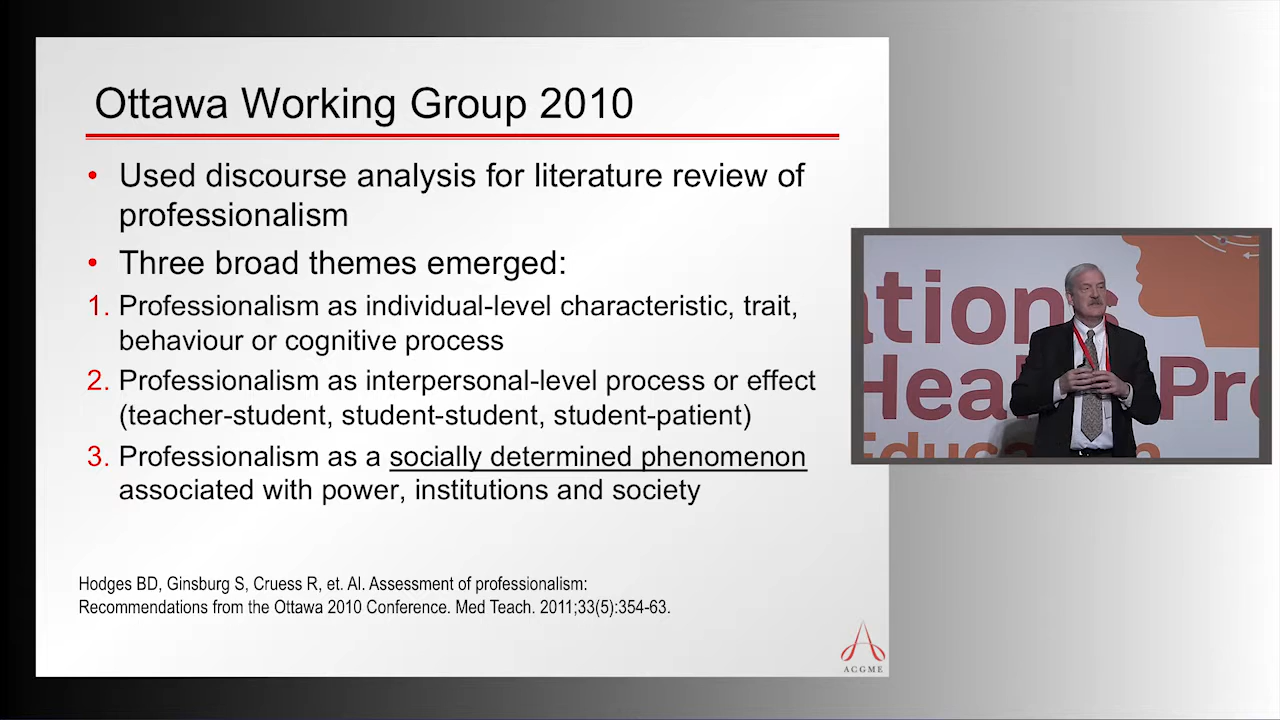 Ottawa Working Group 2010
• Used discourse analysis for literature review of
professionalism
• Three broad themes emerged:
1. Professionalism as individual-level characteristic, trait,
behaviour or cognitive process
2. Professionalism as interpersonal-level process or effect
(teacher-student, student-student, student-patient)
3. Professionalism as a socially determined phenomenon
associated with power, institutions and society
Hodges BD, Ginsburg S, Cruess R, et. Al. Assessment of professionalism:
Recommendations from the Ottawa 2010 Conference. Med Teach. 2011;33(5):354-63.
ACGME
ations
Hea Pro
Education